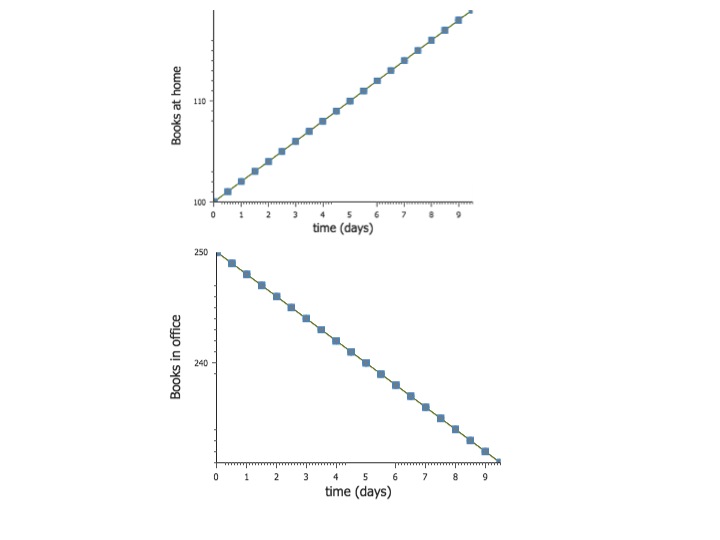 Books at home
110
100
0 1 2 3 4 5 6 7 8 9
time (days)
250
Books in office
240
0 1 2 3 4 5 6 7 8 9
time (days)